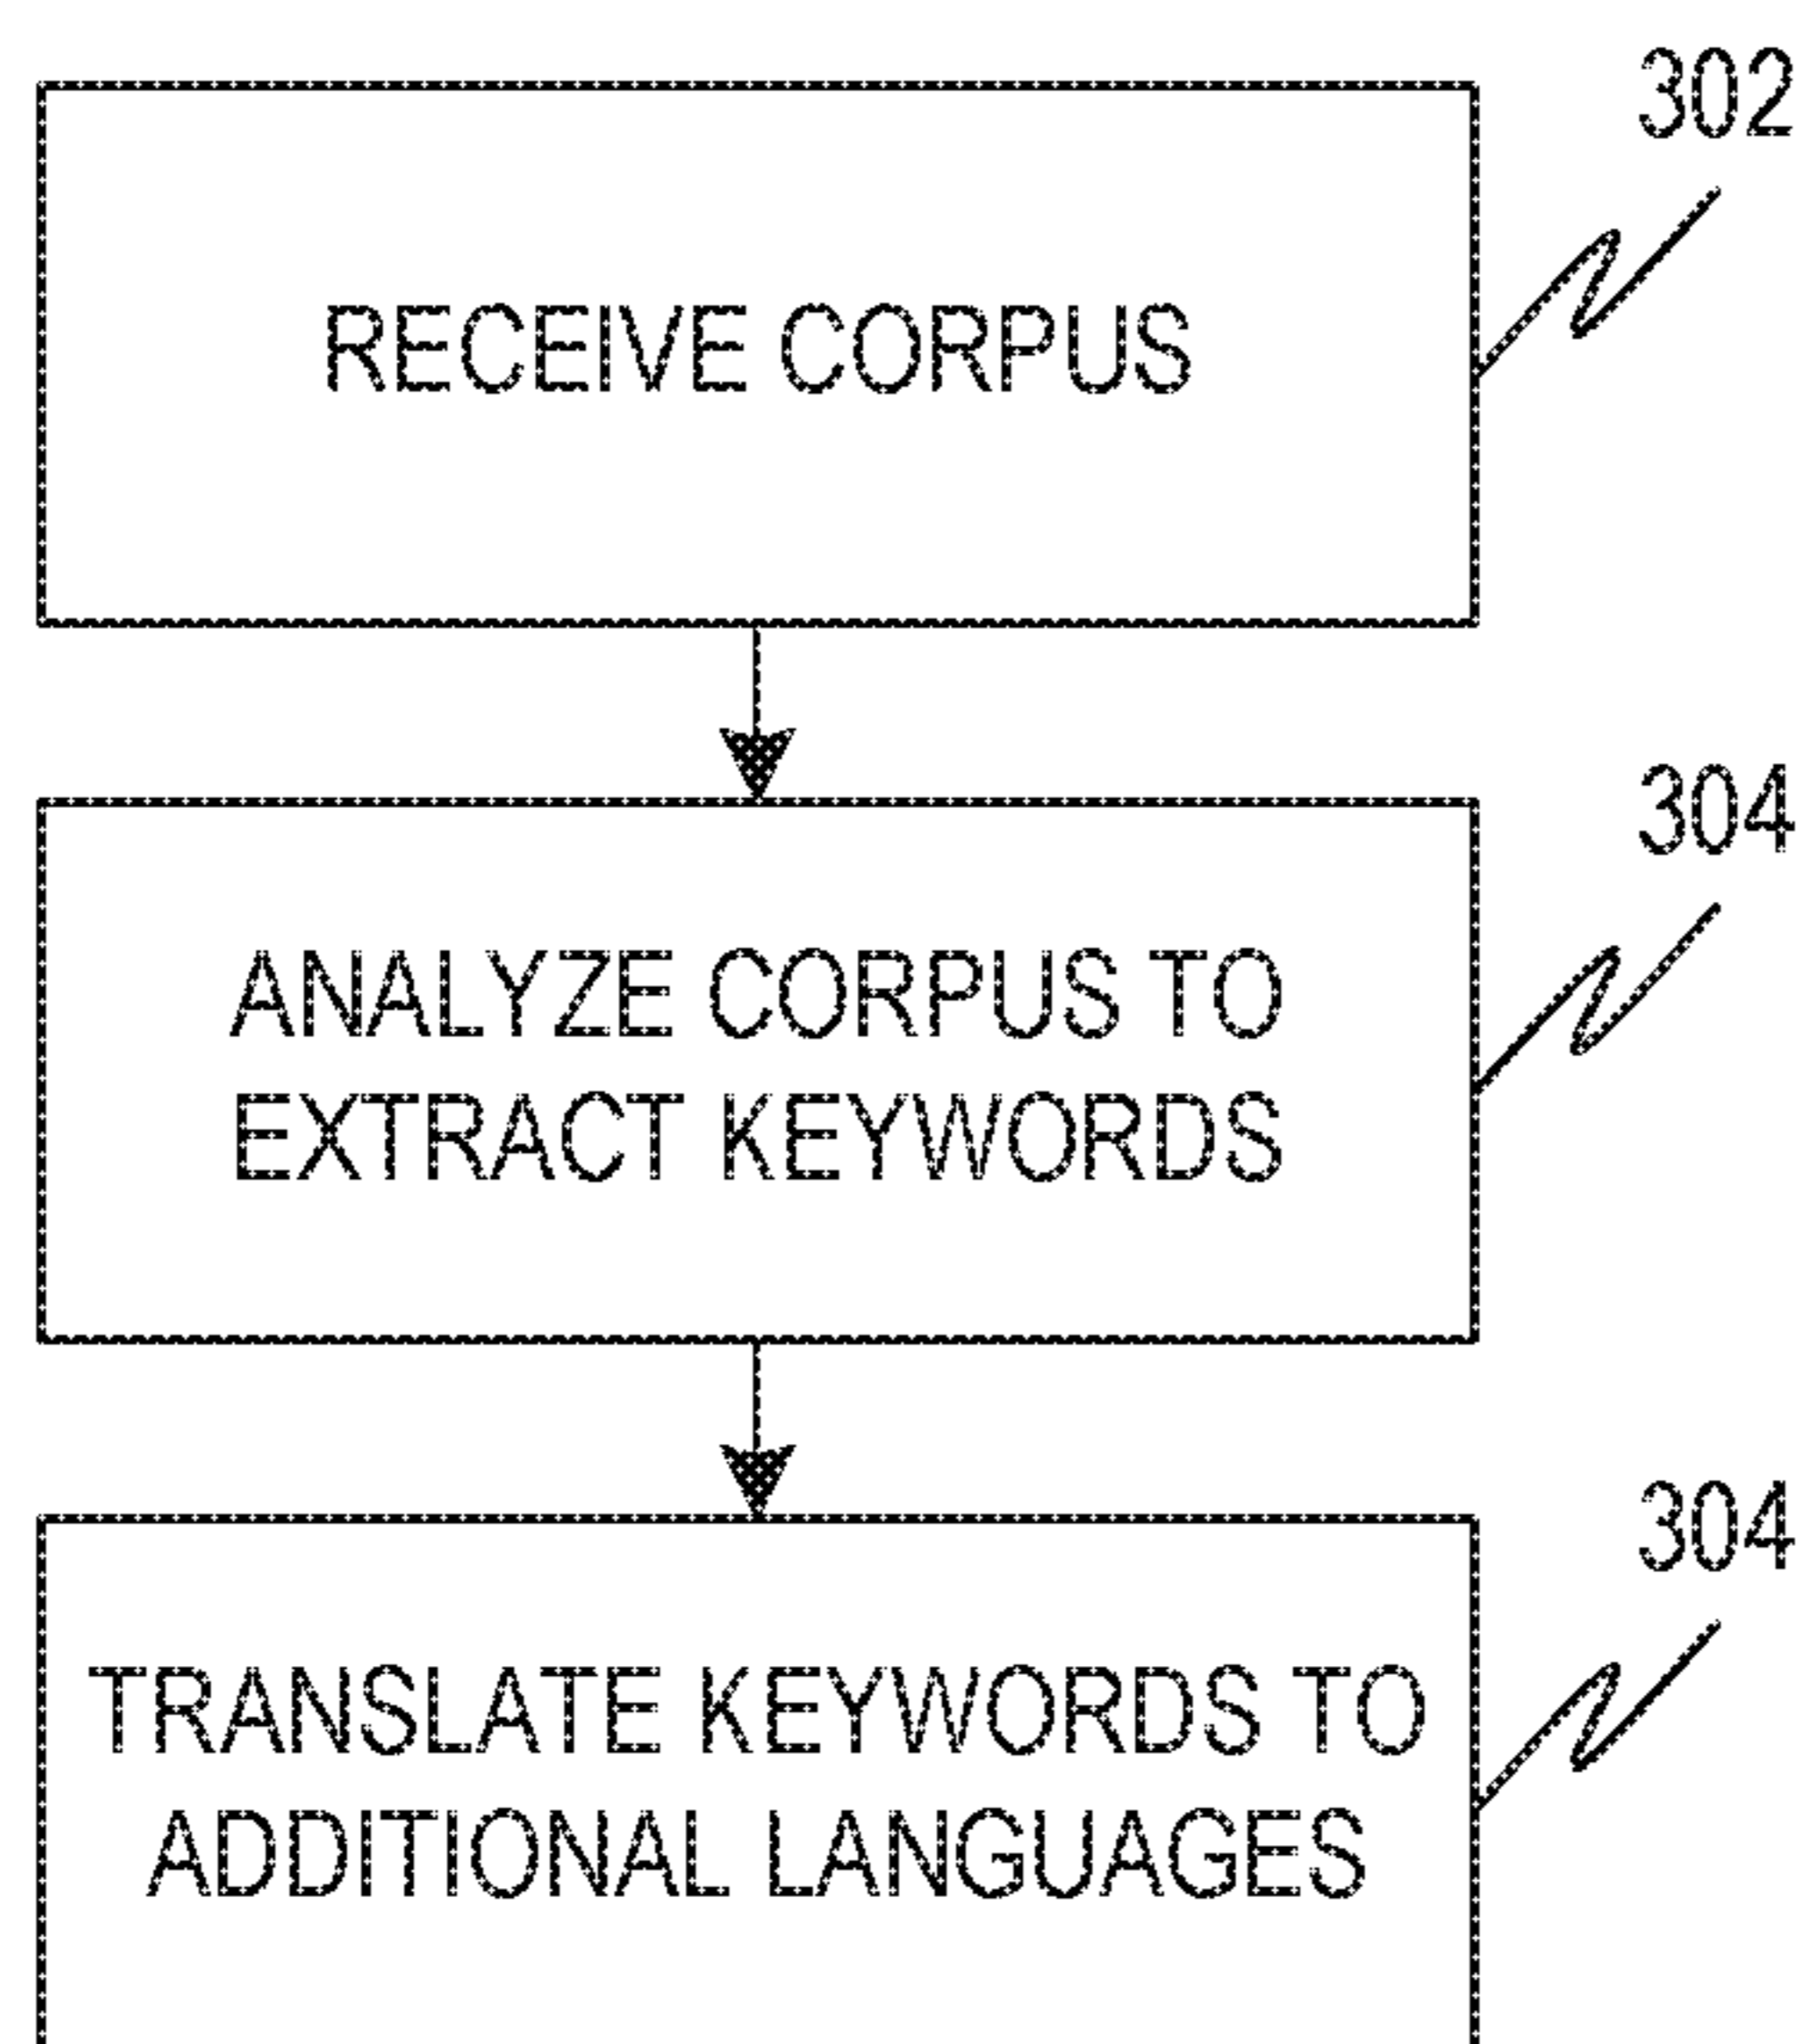 302
RECEIVE CORPUS
304
ANALYZE CORPUS TO
EXTRACT KEYWORDS
304
TRANSLATE KEYWORDS TO
ADDITIONAL LANGUAGES